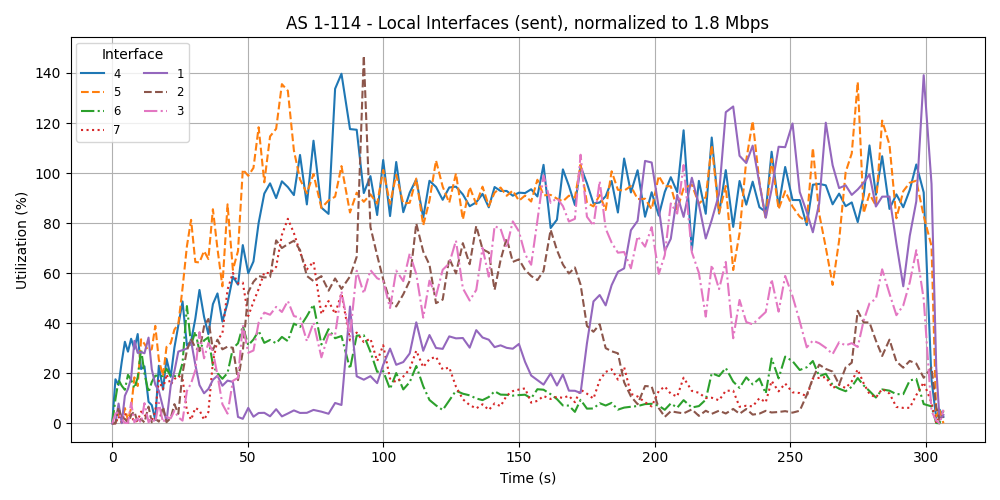 AS 1-114 - Local Interfaces (sent), normalized to 1.8 Mbps
Interface
4 1
5 2
6 3
7
Utilization (%)
140
120
100
80
60
40
20
0
0 50 100 150 200 250 300
Time (s)